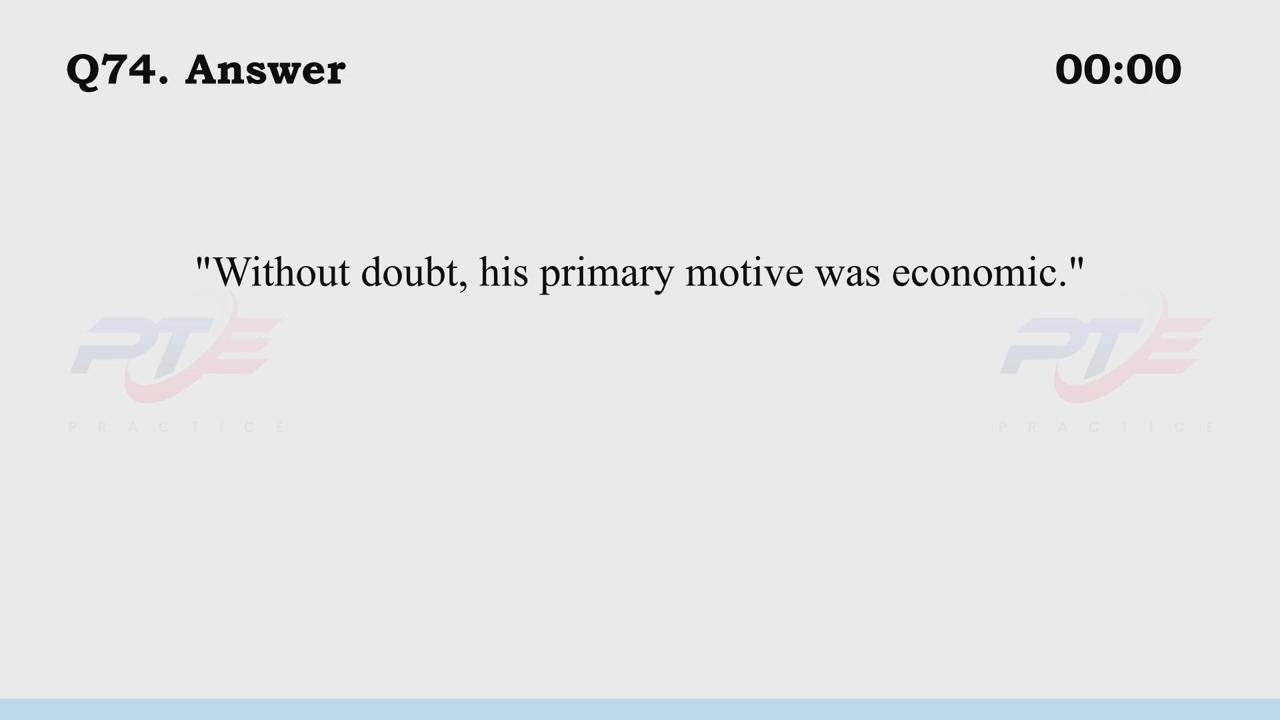 Q74. Answer
00:00
"Without doubt, his primary motive was economic."
PTE
PTE
PRACTICE
PRACTICE